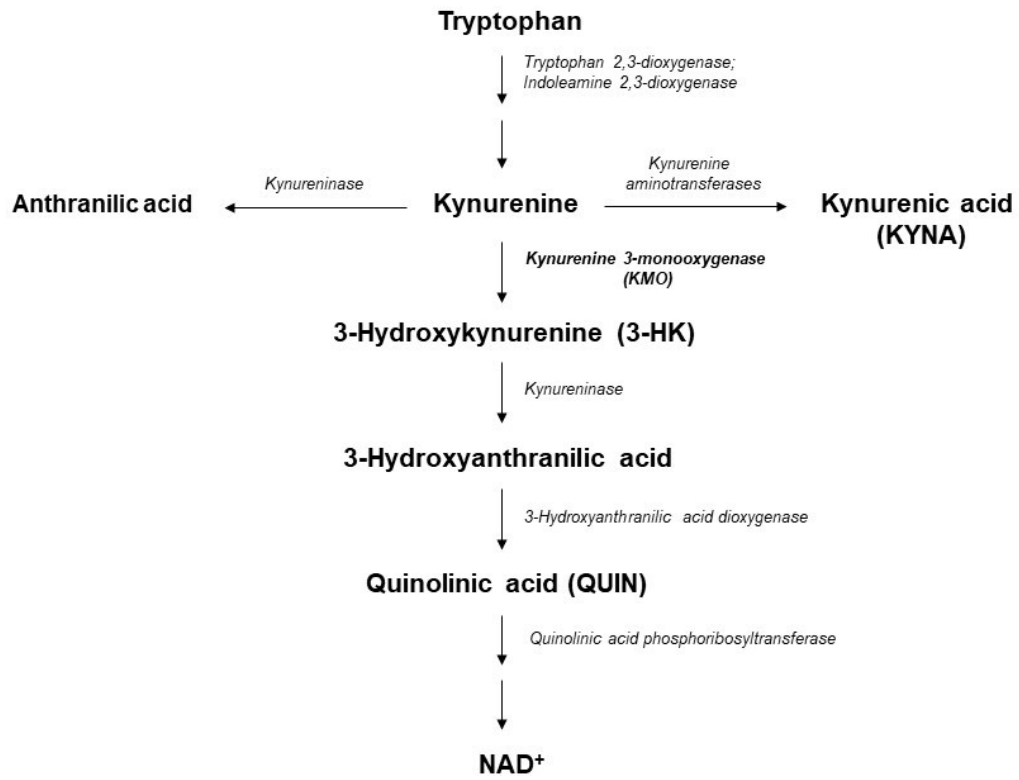 Tryptophan
Tryptophan 2,3-dioxygenase;
Indoleamine 2,3-dioxygenase
Anthranilic acid
Kynureninase
Kynurenine
Kynurenine
aminotransferases
Kynurenic acid
(KYNA)
Kynurenine 3-monooxygenase
(KMO)
3-Hydroxykynurenine (3-HK)
Kynureninase
3-Hydroxyanthranilic acid
3-Hydroxyanthranilic acid dioxygenase
Quinolinic acid (QUIN)
Quinolinic acid phosphoribosyltransferase
NAD⁺